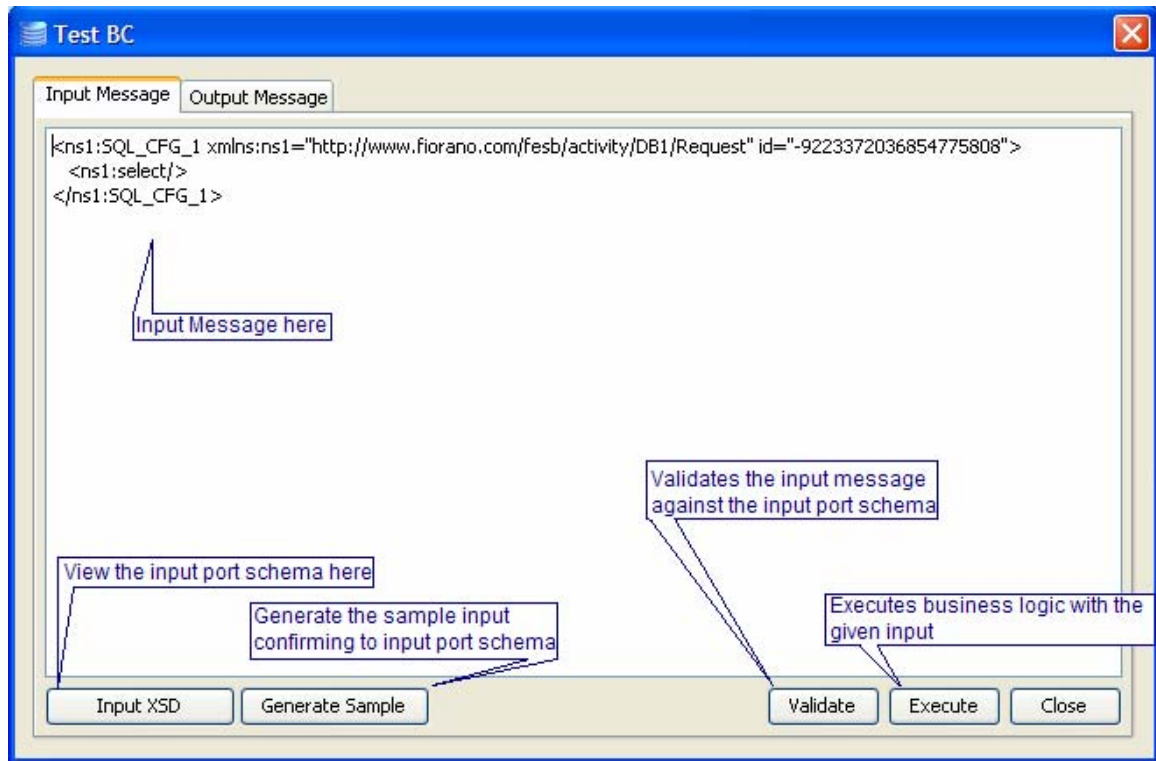 Test BC
Input Message
Output Message
<ns1:SQL_CFG_1 xmlns:ns1="http://www.fiorano.com/fesb/activity/DB1/Request" id="-9223372036854775808">
<ns1:select/>
</ns1:SQL_CFG_1>
Input Message here
Validates the input message
against the input port schema
View the input port schema here
Generate the sample input
confirming to input port schema
Executes business logic with the
given input
Input XSD
Generate Sample
Validate
Execute
Close